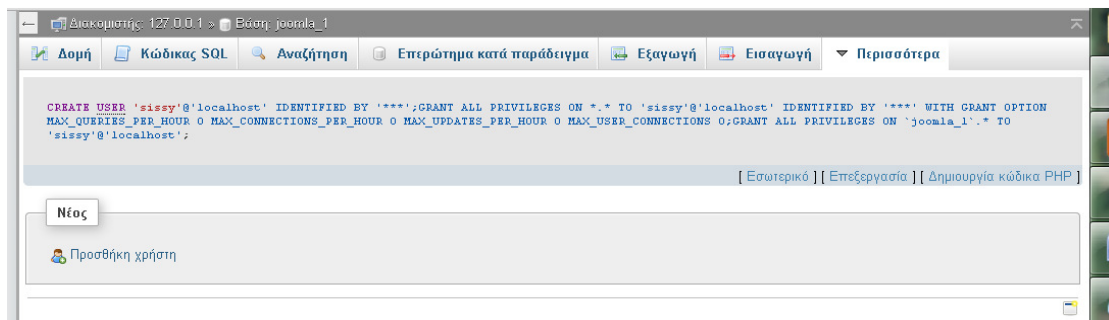 Διακομιστής: 127.0.0.1 » Βάση: joomla_1
Δομή Κώδικας SQL Αναζήτηση Επερώτημα κατά παράδειγμα Εξαγωγή Εισαγωγή Περισσότερα
CREATE USER 'sissy'@'localhost' IDENTIFIED BY '***';GRANT ALL PRIVILEGES ON *.* TO 'sissy'@'localhost' IDENTIFIED BY '***' WITH GRANT OPTION
MAX_QUERIES_PER_HOUR 0 MAX_CONNECTIONS_PER_HOUR 0 MAX_UPDATES_PER_HOUR 0 MAX_USER_CONNECTIONS 0;GRANT ALL PRIVILEGES ON `joomla_1`.* TO
'sissy'@'localhost';
[ Εσωτερικό ] [ Επεξεργασία ] [ Δημιουργία κώδικα PHP ]
Νέος
Προσθήκη χρήστη